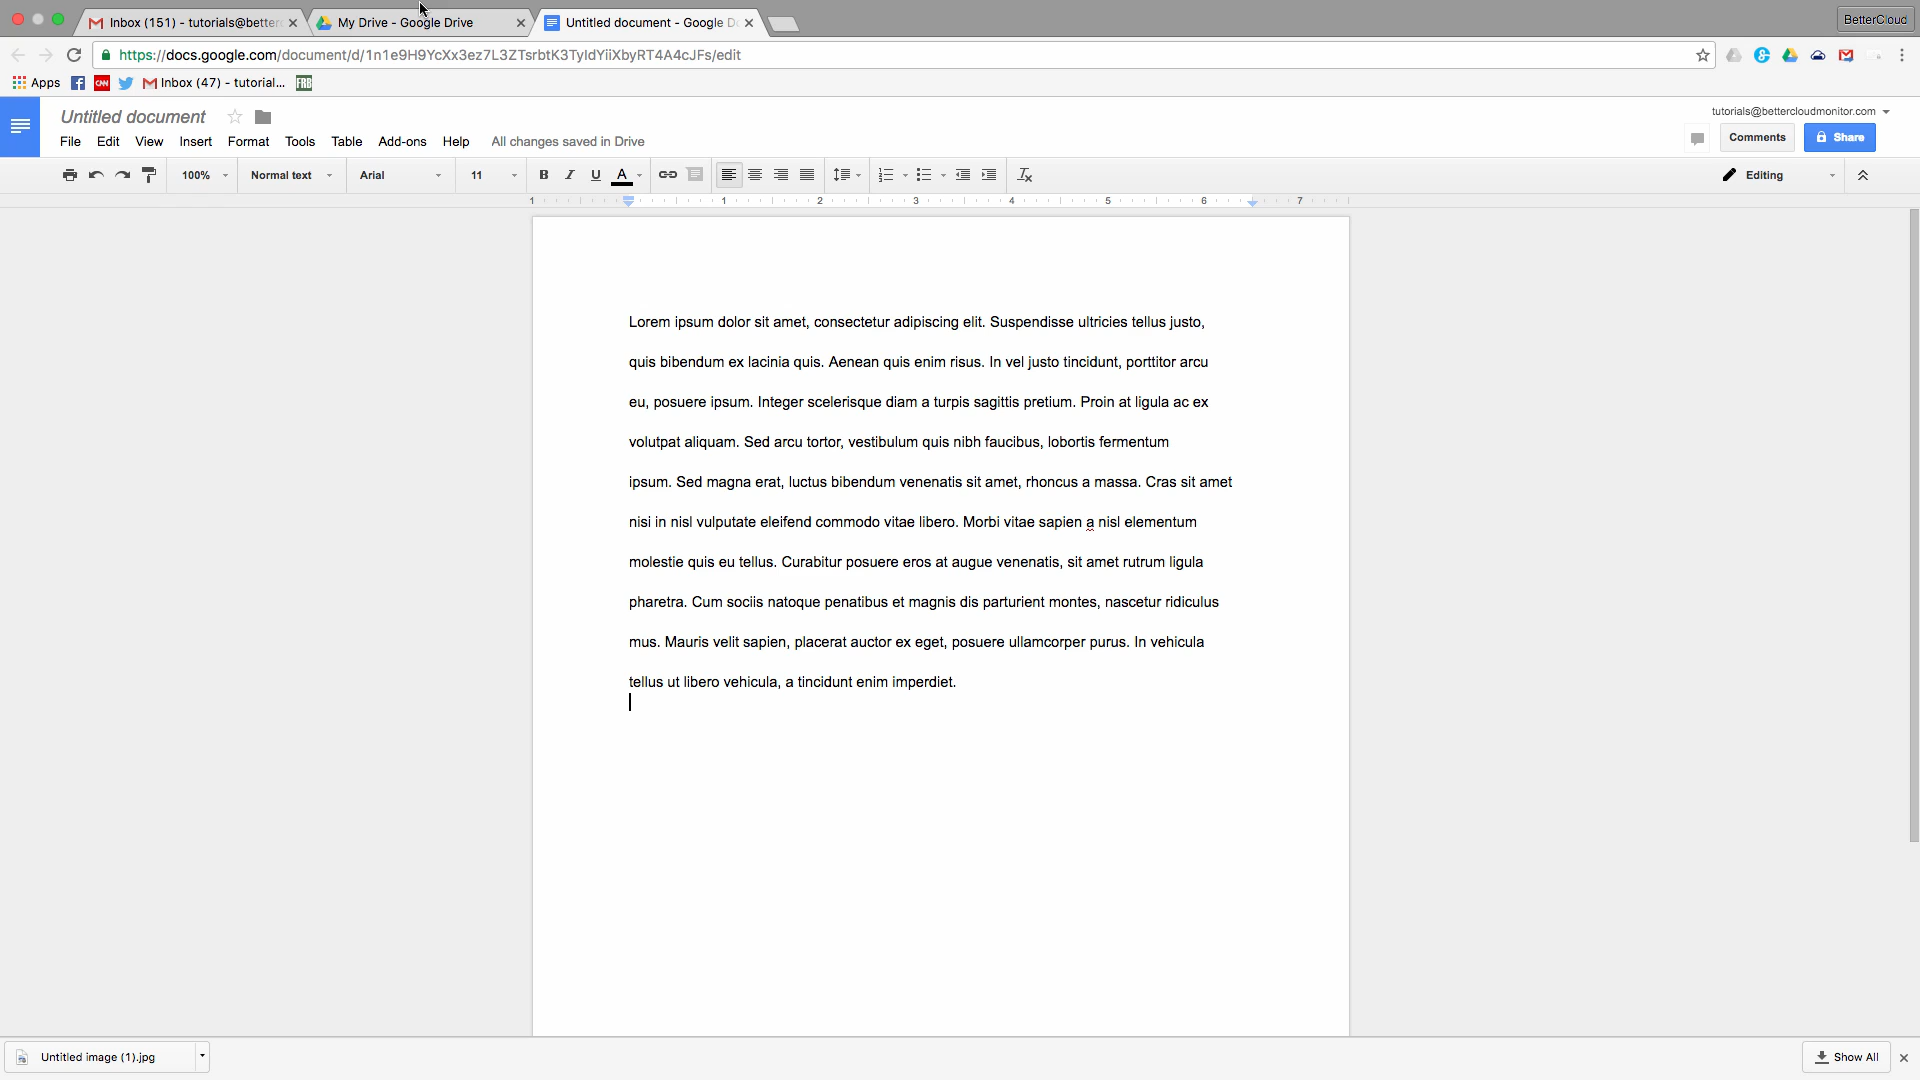 Inbox (151) - tutorials@better
My Drive - Google Drive
Untitled document - Google Do
BetterCloud
https://docs.google.com/document/d/1n1e9H9YcXx3ez7L3ZTsrbtK3TyIdYiiXbyRT4A4cJFs/edit
Apps
CNN
Inbox (47) - tutorial...
FRB
Untitled document
tutorials@bettercloudmonitor.com
File Edit View Insert Format Tools Table Add-ons Help All changes saved in Drive
Comments
Share
100% Normal text Arial 11 B I U A
Editing
1 1 2 3 4 5 6 7
Lorem ipsum dolor sit amet, consectetur adipiscing elit. Suspendisse ultricies tellus justo,
quis bibendum ex lacinia quis. Aenean quis enim risus. In vel justo tincidunt, porttitor arcu
eu, posuere ipsum. Integer scelerisque diam a turpis sagittis pretium. Proin at ligula ac ex
volutpat aliquam. Sed arcu tortor, vestibulum quis nibh faucibus, lobortis fermentum
ipsum. Sed magna erat, luctus bibendum venenatis sit amet, rhoncus a massa. Cras sit amet
nisi in nisl vulputate eleifend commodo vitae libero. Morbi vitae sapien a nisl elementum
molestie quis eu tellus. Curabitur posuere eros at augue venenatis, sit amet rutrum ligula
pharetra. Cum sociis natoque penatibus et magnis dis parturient montes, nascetur ridiculus
mus. Mauris velit sapien, placerat auctor ex eget, posuere ullamcorper purus. In vehicula
tellus ut libero vehicula, a tincidunt enim imperdiet.
Untitled image (1).jpg
Show All